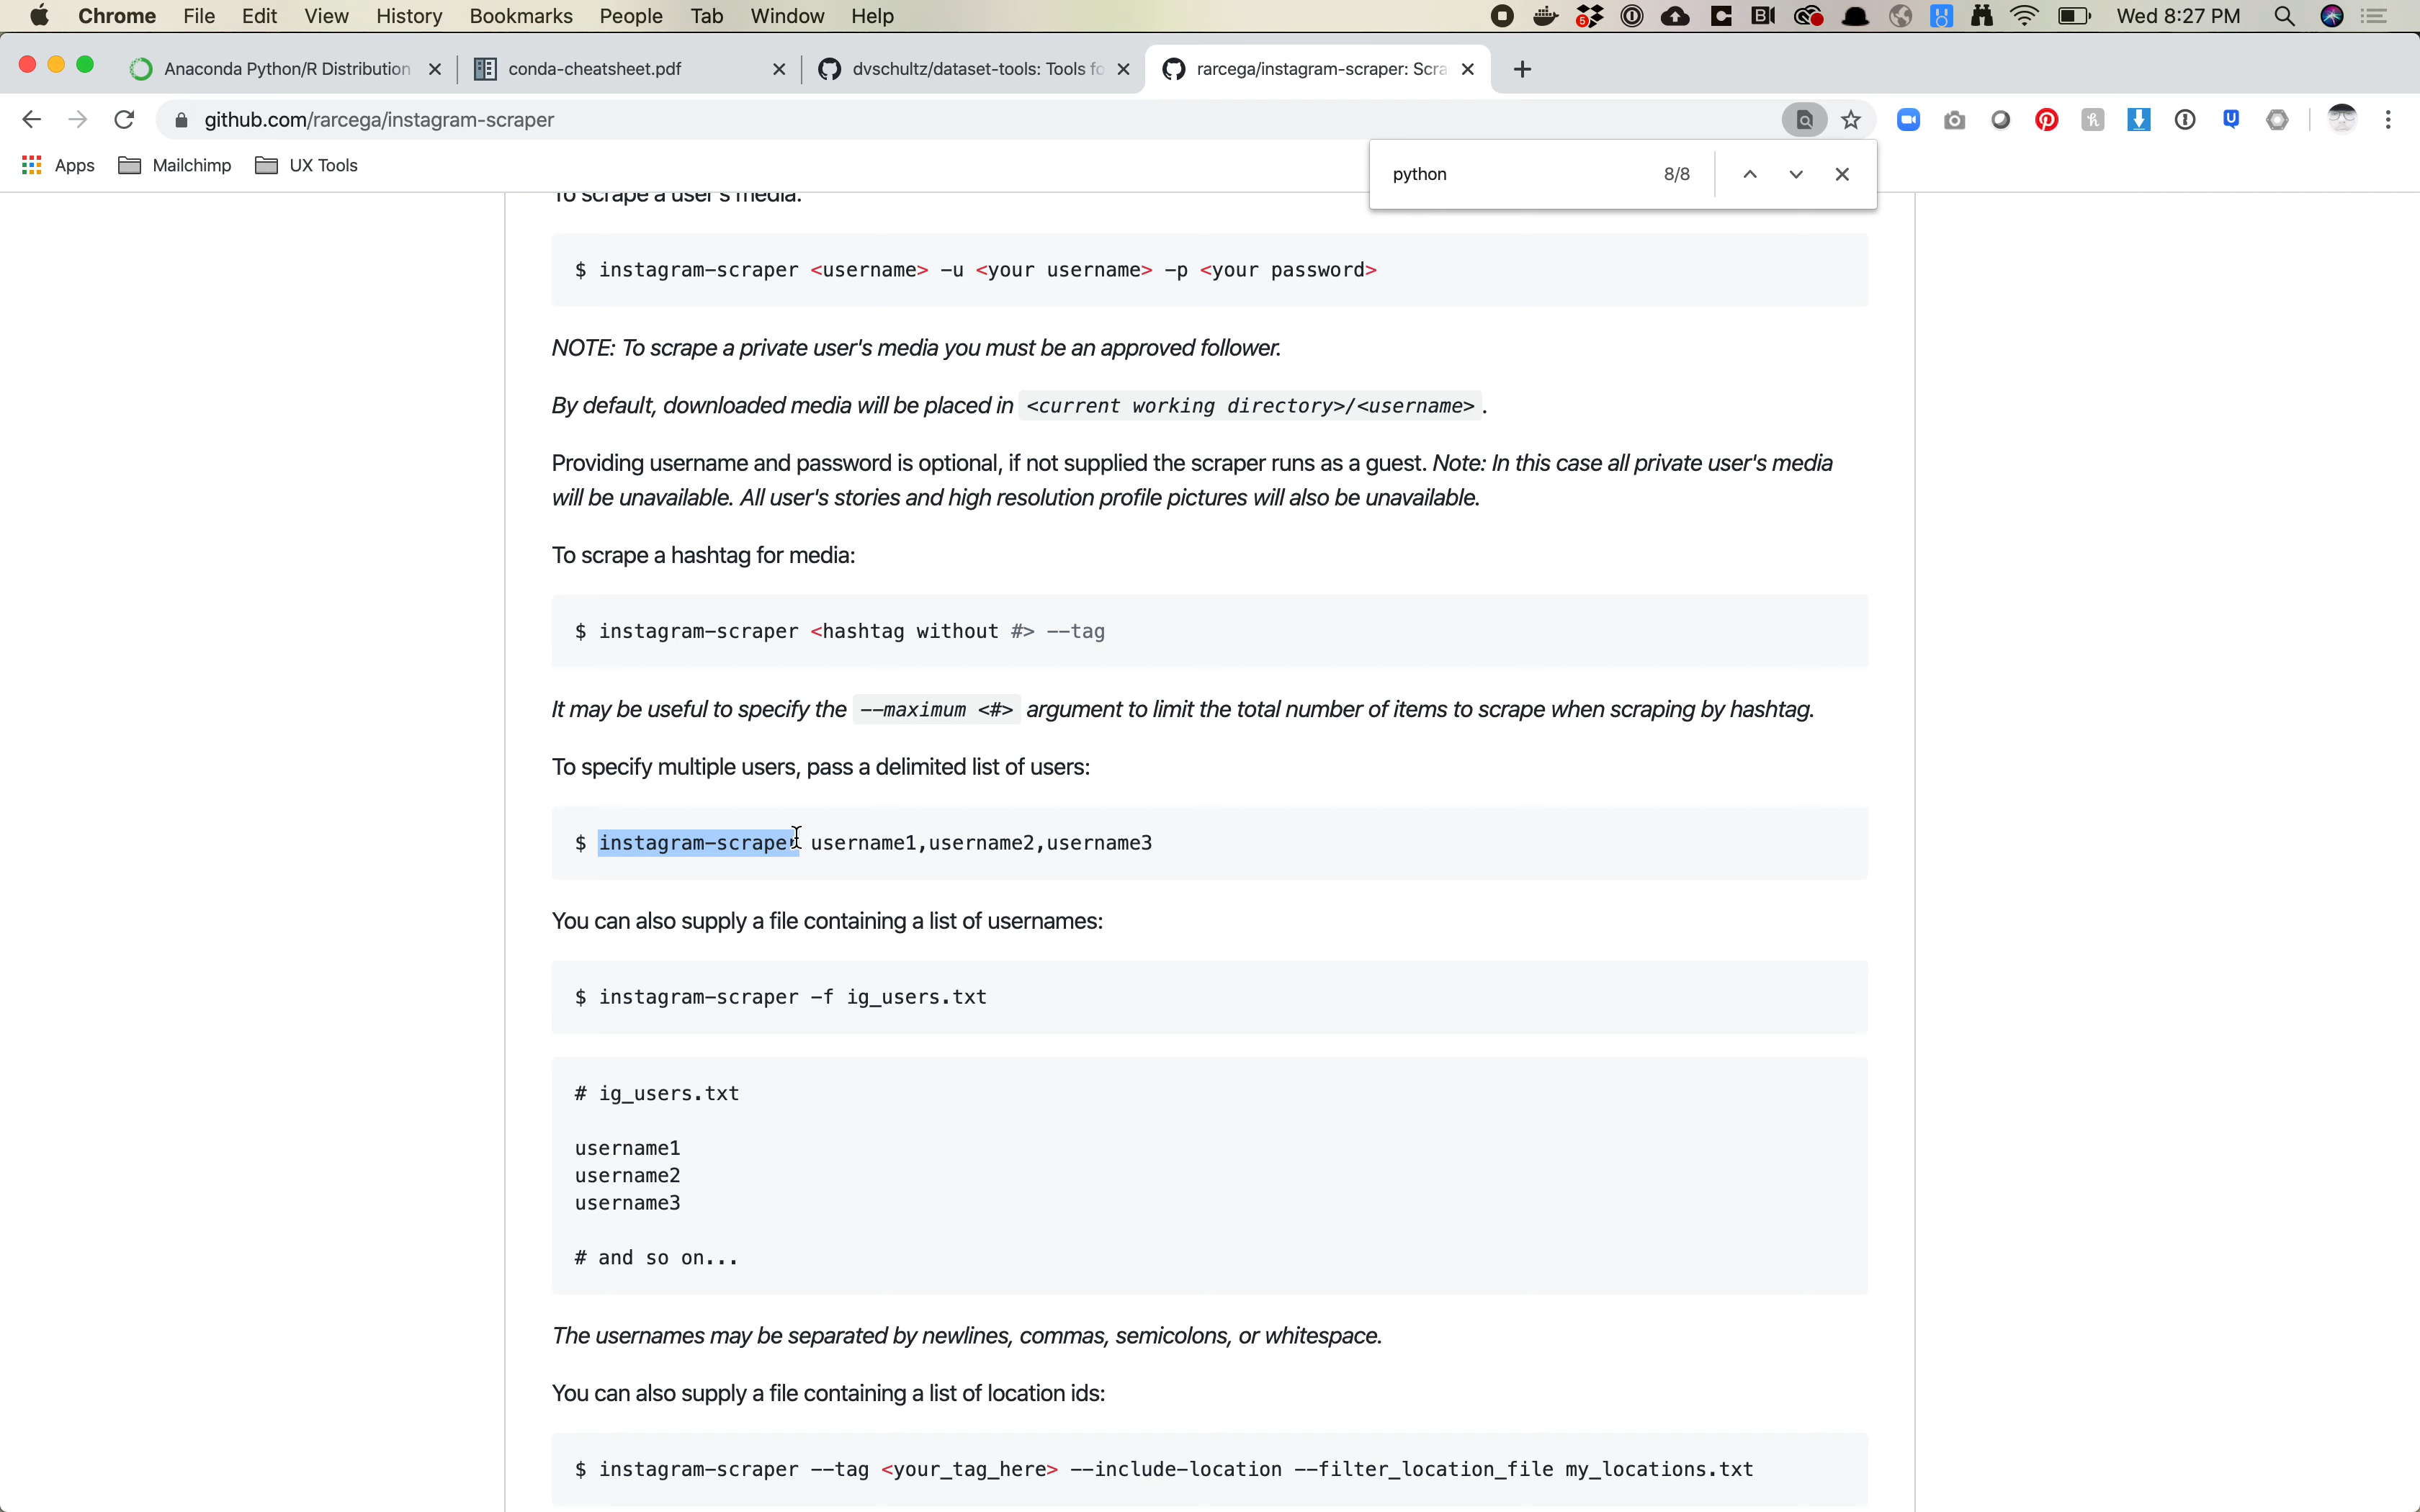 Chrome File Edit View History Bookmarks People Tab Window Help
5
Wed 8:27 PM
Anaconda Python/R Distribution
conda-cheatsheet.pdf
dvschultz/dataset-tools: Tools fo
rarcega/instagram-scraper: Scra
github.com/rarcega/instagram-scraper
Apps Mailchimp UX Tools
python 8/8
To scrape a user's media:
$ instagram-scraper <username> -u <your username> -p <your password>
NOTE: To scrape a private user's media you must be an approved follower.
By default, downloaded media will be placed in <current working directory>/<username> .
Providing username and password is optional, if not supplied the scraper runs as a guest. Note: In this case all private user's media
will be unavailable. All user's stories and high resolution profile pictures will also be unavailable.
To scrape a hashtag for media:
$ instagram-scraper <hashtag without #> --tag
It may be useful to specify the --maximum <#> argument to limit the total number of items to scrape when scraping by hashtag.
To specify multiple users, pass a delimited list of users:
$ instagram-scraper username1,username2,username3
You can also supply a file containing a list of usernames:
$ instagram-scraper -f ig_users.txt
# ig_users.txt
username1
username2
username3
# and so on...
The usernames may be separated by newlines, commas, semicolons, or whitespace.
You can also supply a file containing a list of location ids:
$ instagram-scraper --tag <your_tag_here> --include-location --filter_location_file my_locations.txt